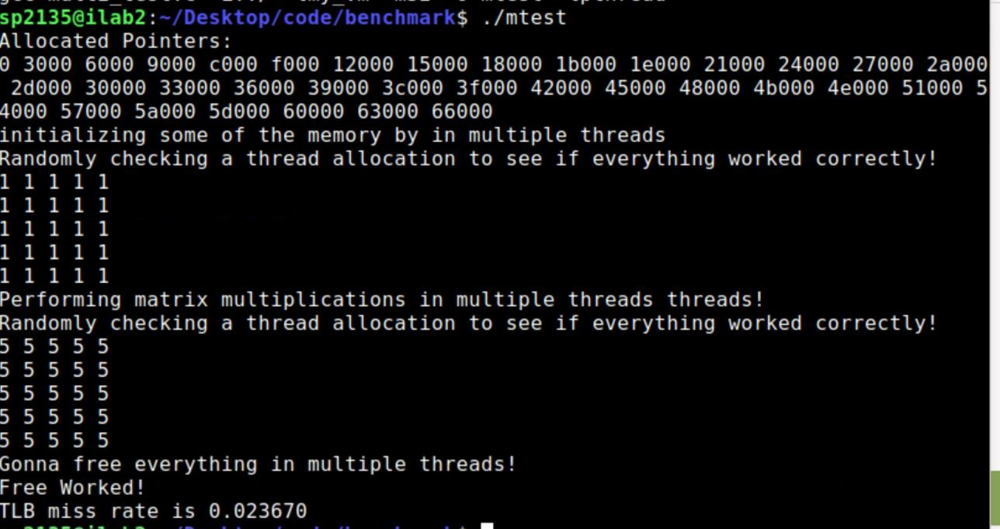 sp2135@ilab2:~/Desktop/code/benchmark$ ./mtest
Allocated Pointers:
0 3000 6000 9000 c000 f000 12000 15000 18000 1b000 1e000 21000 24000 27000 2a000
2d000 30000 33000 36000 39000 3c000 3f000 42000 45000 48000 4b000 4e000 51000 5
4000 57000 5a000 5d000 60000 63000 66000
initializing some of the memory by in multiple threads
Randomly checking a thread allocation to see if everything worked correctly!
1 1 1 1 1
1 1 1 1 1
1 1 1 1 1
1 1 1 1 1
1 1 1 1 1
Performing matrix multiplications in multiple threads threads!
Randomly checking a thread allocation to see if everything worked correctly!
5 5 5 5 5
5 5 5 5 5
5 5 5 5 5
5 5 5 5 5
5 5 5 5 5
Gonna free everything in multiple threads!
Free Worked!
TLB miss rate is 0.023670